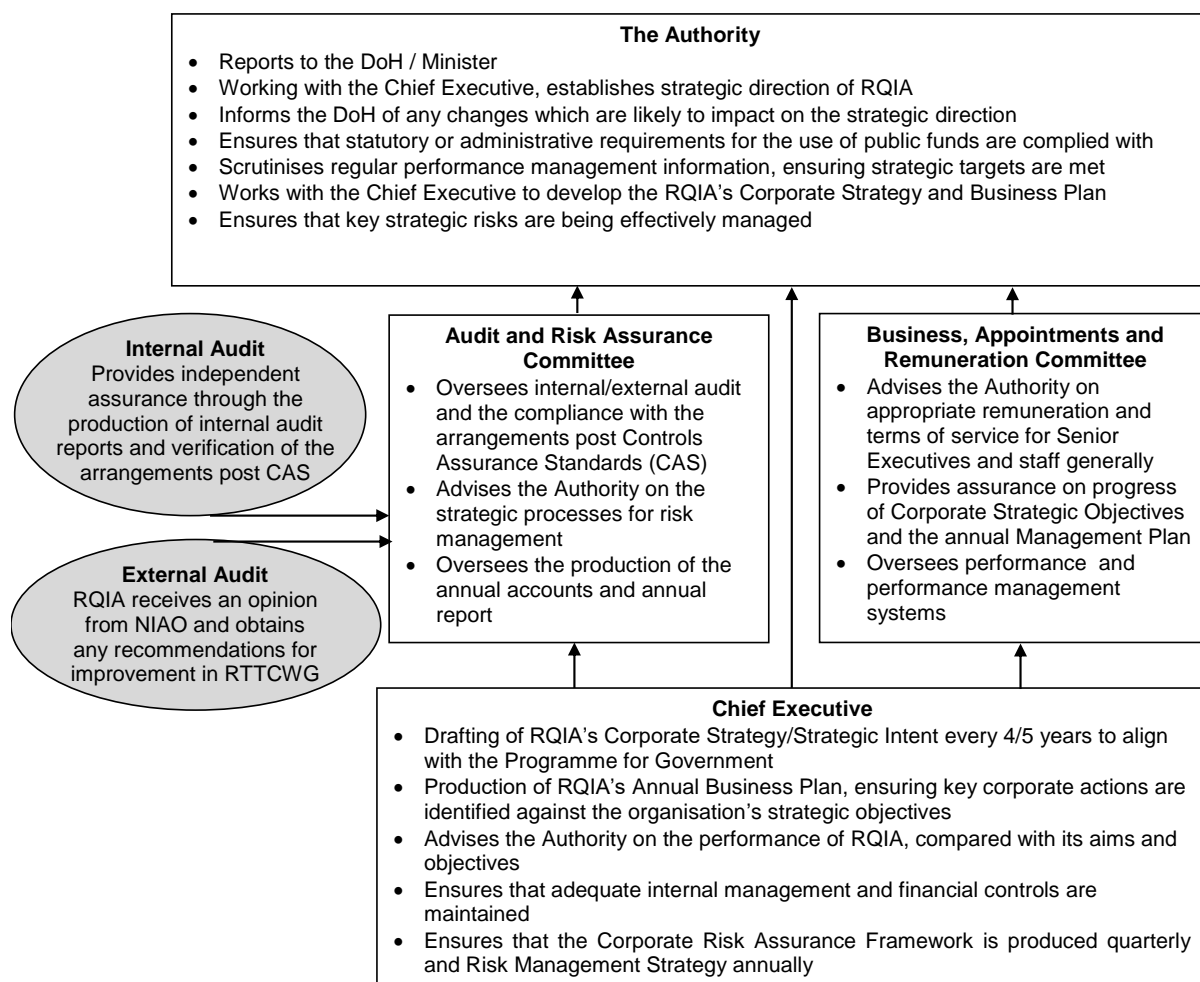 The Authority
• Reports to the DoH / Minister
• Working with the Chief Executive, establishes strategic direction of RQIA
• Informs the DoH of any changes which are likely to impact on the strategic direction
• Ensures that statutory or administrative requirements for the use of public funds are complied with
• Scrutinises regular performance management information, ensuring strategic targets are met
• Works with the Chief Executive to develop the RQIA's Corporate Strategy and Business Plan
• Ensures that key strategic risks are being effectively managed
Internal Audit
Provides independent
assurance through the
production of internal audit
reports and verification of the
arrangements post CAS
External Audit
RQIA receives an opinion
from NIAO and obtains
any recommendations for
improvement in RTTCWG
Audit and Risk Assurance
Committee
• Oversees internal/external audit
and the compliance with the
arrangements post Controls
Assurance Standards (CAS)
• Advises the Authority on the
strategic processes for risk
management
• Oversees the production of the
annual accounts and annual
report
Business, Appointments and
Remuneration Committee
• Advises the Authority on
appropriate remuneration and
terms of service for Senior
Executives and staff generally
• Provides assurance on progress
of Corporate Strategic Objectives
and the annual Management Plan
• Oversees performance and
performance management
systems
Chief Executive
• Drafting of RQIA's Corporate Strategy/Strategic Intent every 4/5 years to align
with the Programme for Government
• Production of RQIA's Annual Business Plan, ensuring key corporate actions are
identified against the organisation's strategic objectives
• Advises the Authority on the performance of RQIA, compared with its aims and
objectives
• Ensures that adequate internal management and financial controls are
maintained
• Ensures that the Corporate Risk Assurance Framework is produced quarterly
and Risk Management Strategy annually